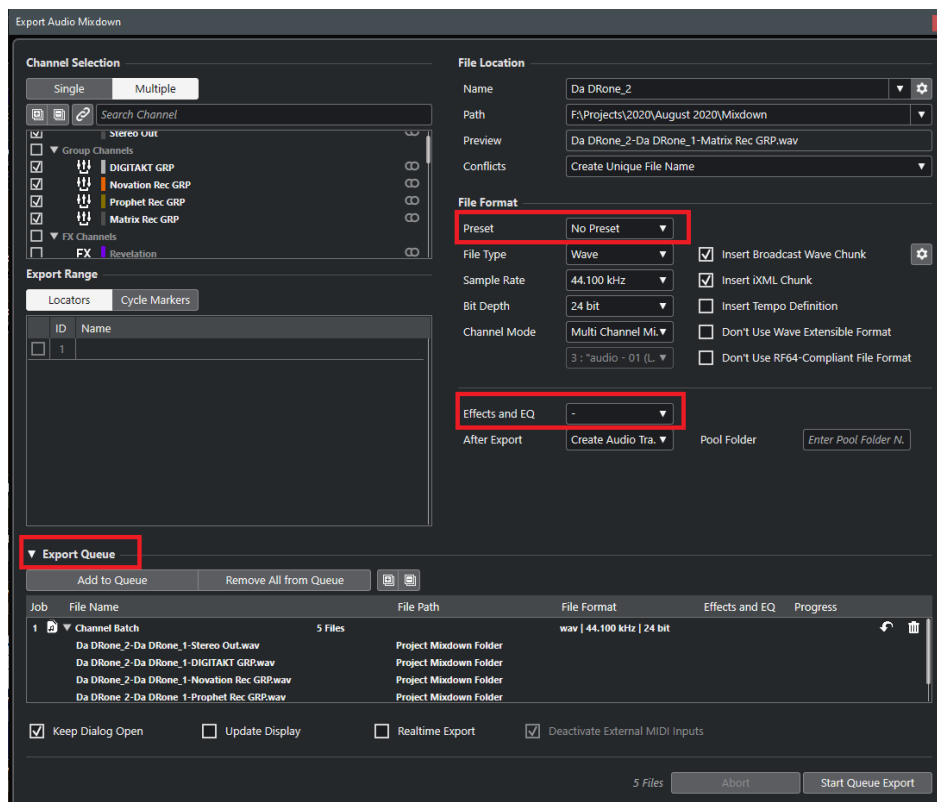 Export Audio Mixdown
Channel Selection
Single Multiple
Search Channel
Stereo Out
Group Channels
DIGITAKT GRP
Novation Rec GRP
Prophet Rec GRP
Matrix Rec GRP
FX Channels
FX Revelation
Export Range
Locators Cycle Markers
ID Name
1
File Location
Name Da DRone_2
Path F:\Projects\2020\August 2020\Mixdown
Preview Da DRone_2-Da DRone_1-Matrix Rec GRP.wav
Conflicts Create Unique File Name
File Format
Preset No Preset
File Type Wave Insert Broadcast Wave Chunk
Sample Rate 44.100 kHz Insert iXML Chunk
Bit Depth 24 bit Insert Tempo Definition
Channel Mode Multi Channel Mi. Don't Use Wave Extensible Format
3 : "audio - 01 (L. Don't Use RF64-Compliant File Format
Effects and EQ -
After Export Create Audio Tra. Pool Folder Enter Pool Folder N.
Export Queue
Add to Queue Remove All from Queue
Job File Name File Path File Format Effects and EQ Progress
1 Channel Batch 5 Files wav | 44.100 kHz | 24 bit
Da DRone_2-Da DRone_1-Stereo Out.wav Project Mixdown Folder
Da DRone_2-Da DRone_1-DIGITAKT GRP.wav Project Mixdown Folder
Da DRone_2-Da DRone_1-Novation Rec GRP.wav Project Mixdown Folder
Da DRone_2-Da DRone_1-Prophet Rec GRP.wav Project Mixdown Folder
Keep Dialog Open Update Display Realtime Export Deactivate External MIDI Inputs
5 Files Abort Start Queue Export